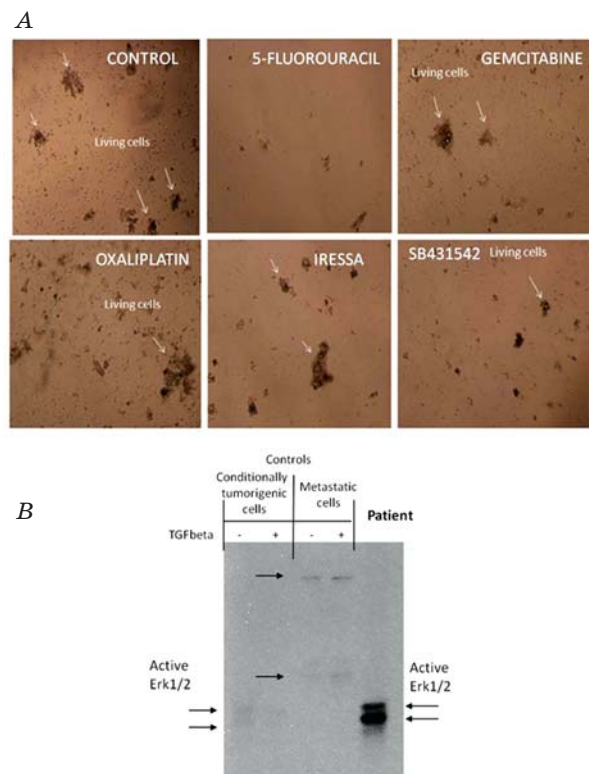 A
CONTROL
Living cells
5-FLUOROURACIL
GEMCITABINE
Living cells
OXALIPLATIN
Living cells
IRESSA
SB431542
Living cells
B
Controls
Conditionally
tumorigenic
cells
Metastatic
cells
Patient
TGFbeta
- + - +
Active
Erk1/2
Active
Erk1/2